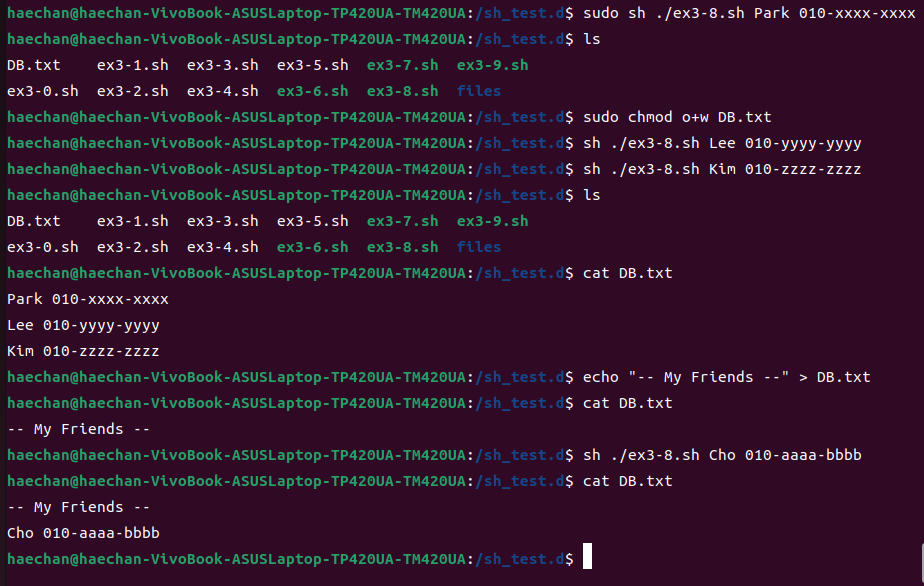 haechan@haechan-VivoBook-ASUSLaptop-TP420UA-TM420UA:/sh_test.d$ sudo sh ./ex3-8.sh Park 010-xxxx-xxxx
haechan@haechan-VivoBook-ASUSLaptop-TP420UA-TM420UA:/sh_test.d$ ls
DB.txt    ex3-1.sh  ex3-3.sh  ex3-5.sh  ex3-7.sh  ex3-9.sh
ex3-0.sh  ex3-2.sh  ex3-4.sh  ex3-6.sh  ex3-8.sh  files
haechan@haechan-VivoBook-ASUSLaptop-TP420UA-TM420UA:/sh_test.d$ sudo chmod o+w DB.txt
haechan@haechan-VivoBook-ASUSLaptop-TP420UA-TM420UA:/sh_test.d$ sh ./ex3-8.sh Lee 010-yyyy-yyyy
haechan@haechan-VivoBook-ASUSLaptop-TP420UA-TM420UA:/sh_test.d$ sh ./ex3-8.sh Kim 010-zzzz-zzzz
haechan@haechan-VivoBook-ASUSLaptop-TP420UA-TM420UA:/sh_test.d$ ls
DB.txt    ex3-1.sh  ex3-3.sh  ex3-5.sh  ex3-7.sh  ex3-9.sh
ex3-0.sh  ex3-2.sh  ex3-4.sh  ex3-6.sh  ex3-8.sh  files
haechan@haechan-VivoBook-ASUSLaptop-TP420UA-TM420UA:/sh_test.d$ cat DB.txt
Park 010-xxxx-xxxx
Lee 010-yyyy-yyyy
Kim 010-zzzz-zzzz
haechan@haechan-VivoBook-ASUSLaptop-TP420UA-TM420UA:/sh_test.d$ echo "-- My Friends --" > DB.txt
haechan@haechan-VivoBook-ASUSLaptop-TP420UA-TM420UA:/sh_test.d$ cat DB.txt
-- My Friends --
haechan@haechan-VivoBook-ASUSLaptop-TP420UA-TM420UA:/sh_test.d$ sh ./ex3-8.sh Cho 010-aaaa-bbbb
haechan@haechan-VivoBook-ASUSLaptop-TP420UA-TM420UA:/sh_test.d$ cat DB.txt
-- My Friends --
Cho 010-aaaa-bbbb
haechan@haechan-VivoBook-ASUSLaptop-TP420UA-TM420UA:/sh_test.d$